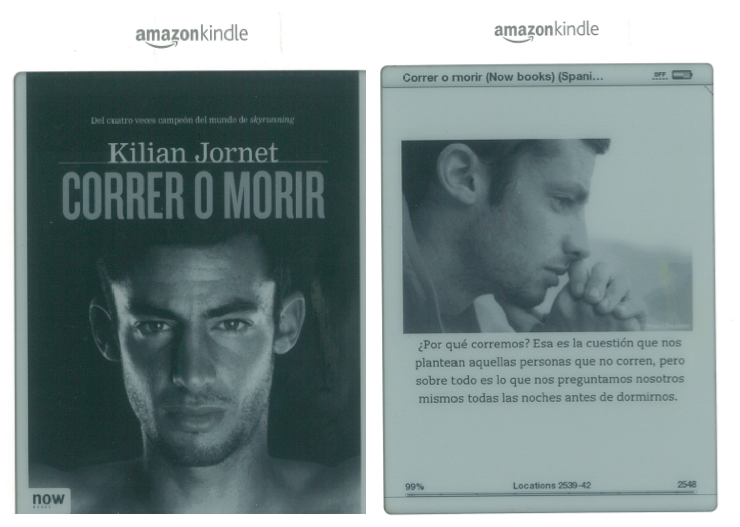 amazonkindle
Del cuatro veces campeón del mundo de skyrunning
Kilian Jornet
CORRER O MORIR
now
amazonkindle
Correr o morir (Now books) (Spani...
OFF
¿Por qué corremos? Esa es la cuestión que nos
plantean aquellas personas que no corren, pero
sobre todo es lo que nos preguntamos nosotros
mismos todas las noches antes de dormirnos.
99%
Locations 2539-42
2548